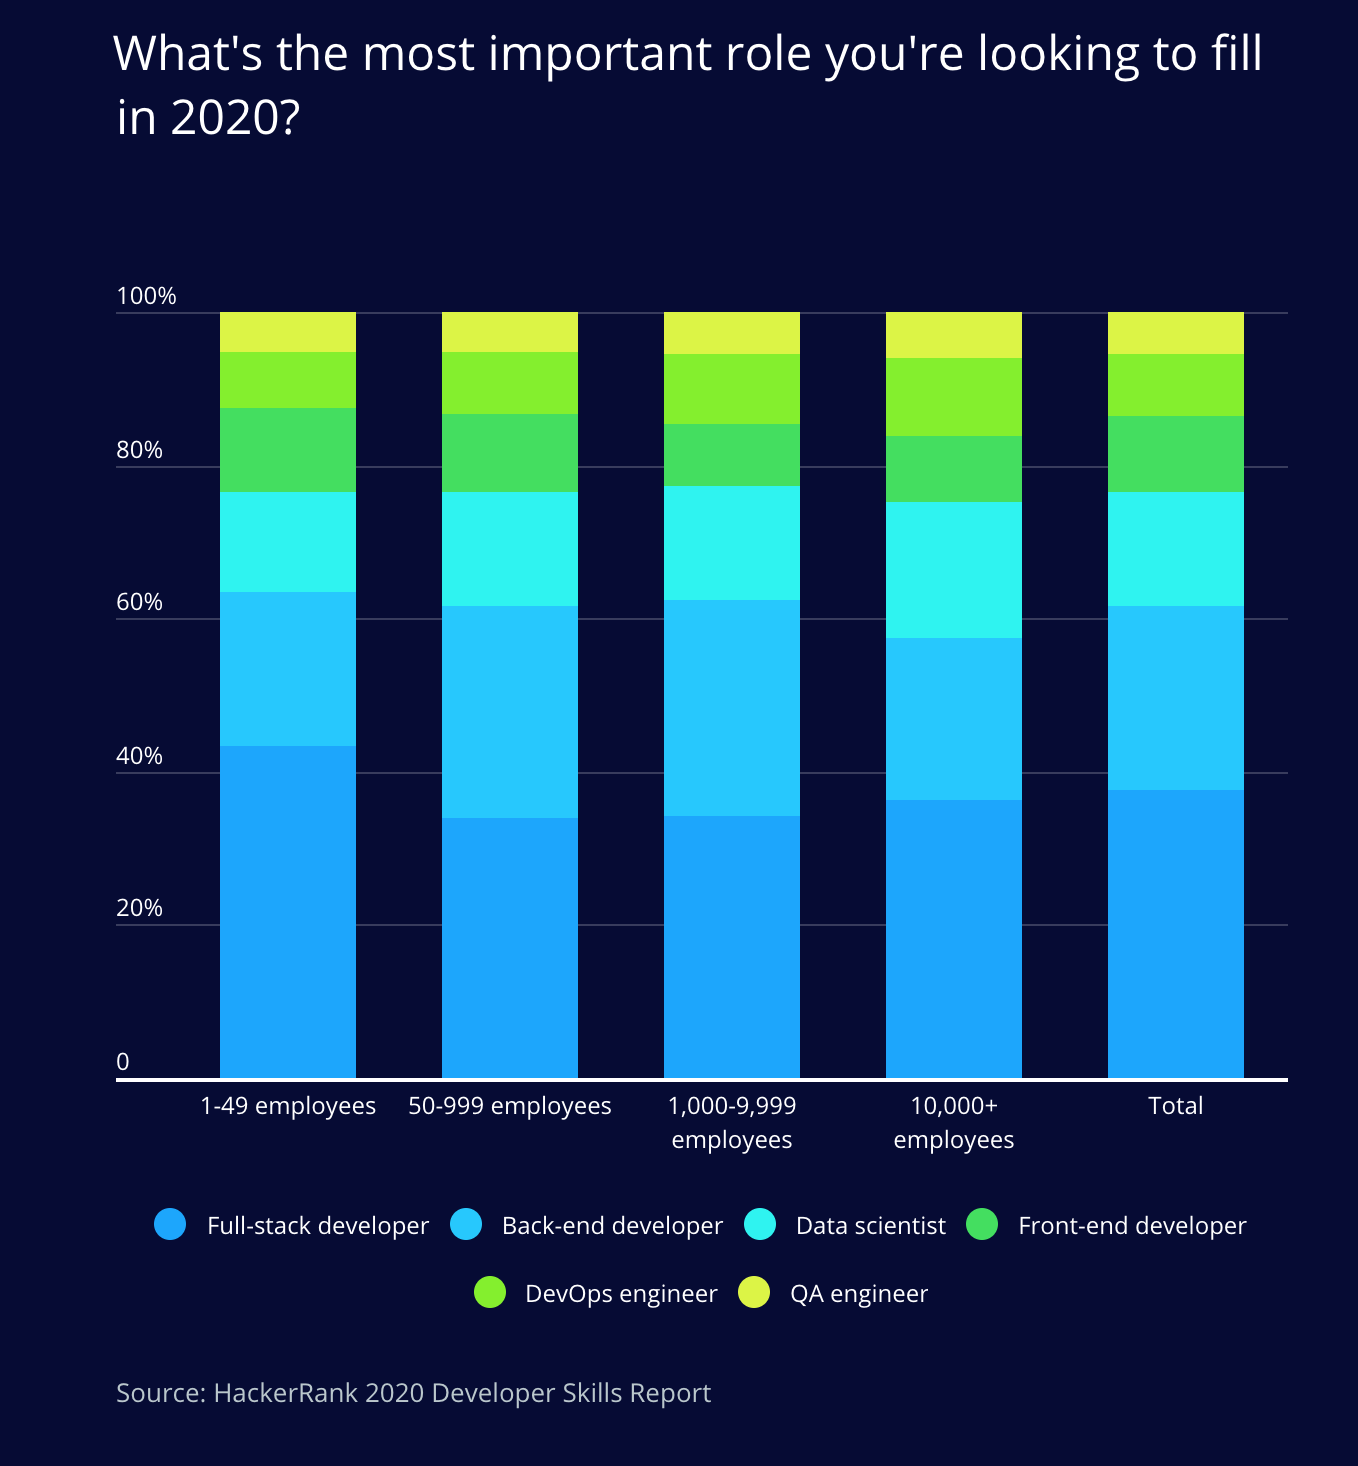 What's the most important role you're looking to fill
in 2020?
100%
80%
60%
40%
20%
0
1-49 employees
50-999 employees
1,000-9,999
employees
10,000+
employees
Total
Full-stack developer
Back-end developer
Data scientist
Front-end developer
DevOps engineer
QA engineer
Source: HackerRank 2020 Developer Skills Report